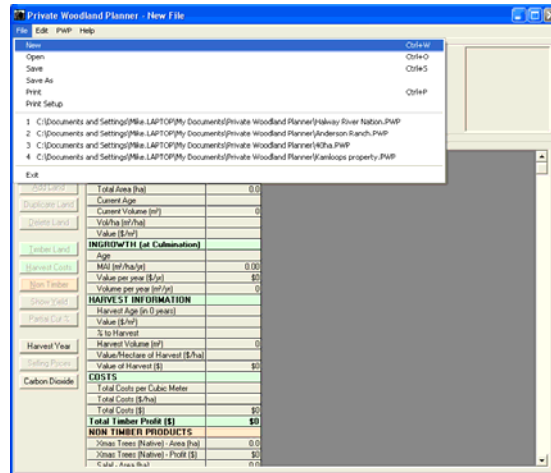 Private Woodland Planner - New File
File Edit PWP Help
New Ctrl+W
Open Ctrl+O
Save Ctrl+S
Save As
Print Ctrl+P
Print Setup
1 C:\Documents and Settings\Mike.LAPTOP\My Documents\Private Woodland Planner\Halway River Nation.PWP
2 C:\Documents and Settings\Mike.LAPTOP\My Documents\Private Woodland Planner\Anderson Ranch.PWP
3 C:\Documents and Settings\Mike.LAPTOP\My Documents\Private Woodland Planner\40ha.PWP
4 C:\Documents and Settings\Mike.LAPTOP\My Documents\Private Woodland Planner\Kamloops property.PWP
Exit
Add Land
Total Area (ha) 0.0
Duplicate Land
Current Age
Current Volume (m³) 0
Delete Land
Vol/ha (m³/ha)
Value ($/m³)
Timber Land
INGROWTH (at Culmination)
Age
Harvest Costs
MAI (m³/ha/yr) 0.00
Value per year ($/yr) $0
Non Timber
Volume per year (m³/yr) 0
Show Yield
HARVEST INFORMATION
Harvest Age (in 0 years)
Partial Cut %
Value ($/m³)
% to Harvest
Harvest Year
Harvest Volume (m³) 0
Value/Hectare of Harvest ($/ha)
Selling Prices
Value of Harvest ($) $0
Carbon Dioxide
COSTS
Total Costs per Cubic Meter
Total Costs ($/ha)
Total Costs ($) $0
Total Timber Profit ($) $0
NON TIMBER PRODUCTS
Xmas Trees (Native) - Area (ha) 0.0
Xmas Trees (Native) - Profit ($) $0
Salal - Area (ha) 0.0